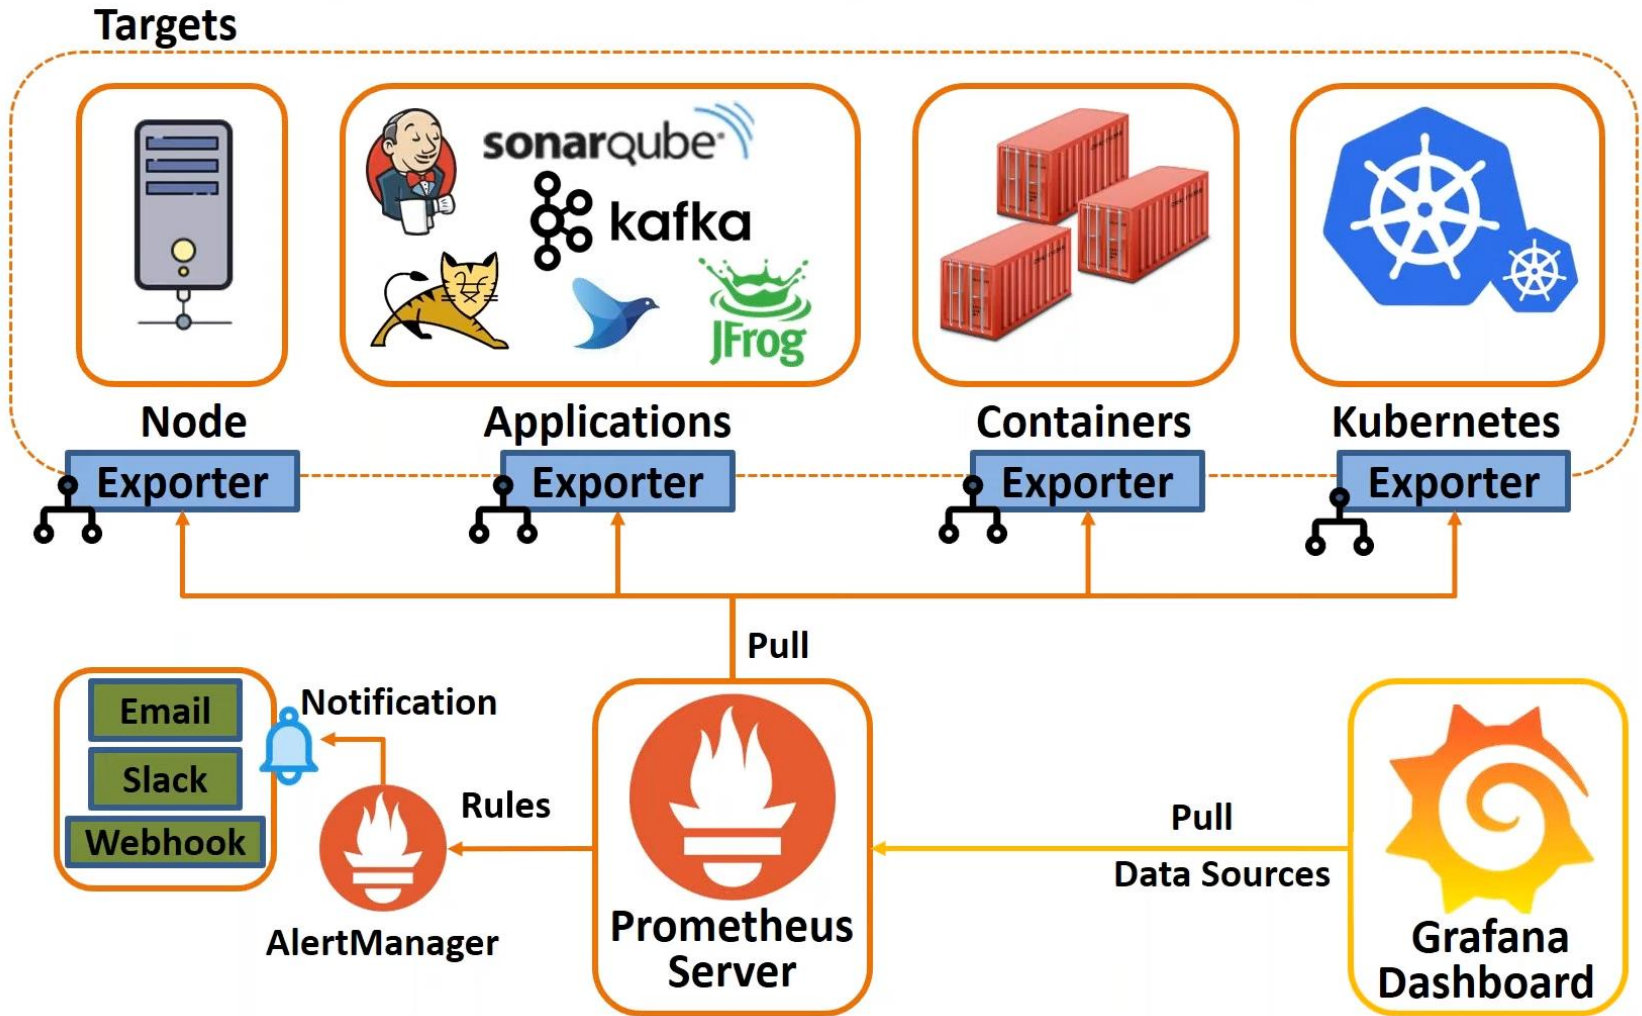 Targets
sonarqube
kafka
JFrog
Node
Applications
Containers
Kubernetes
Exporter
Exporter
Exporter
Exporter
Pull
Email
Slack
Webhook
Notification
Rules
AlertManager
Prometheus
Server
Pull
Data Sources
Grafana
Dashboard